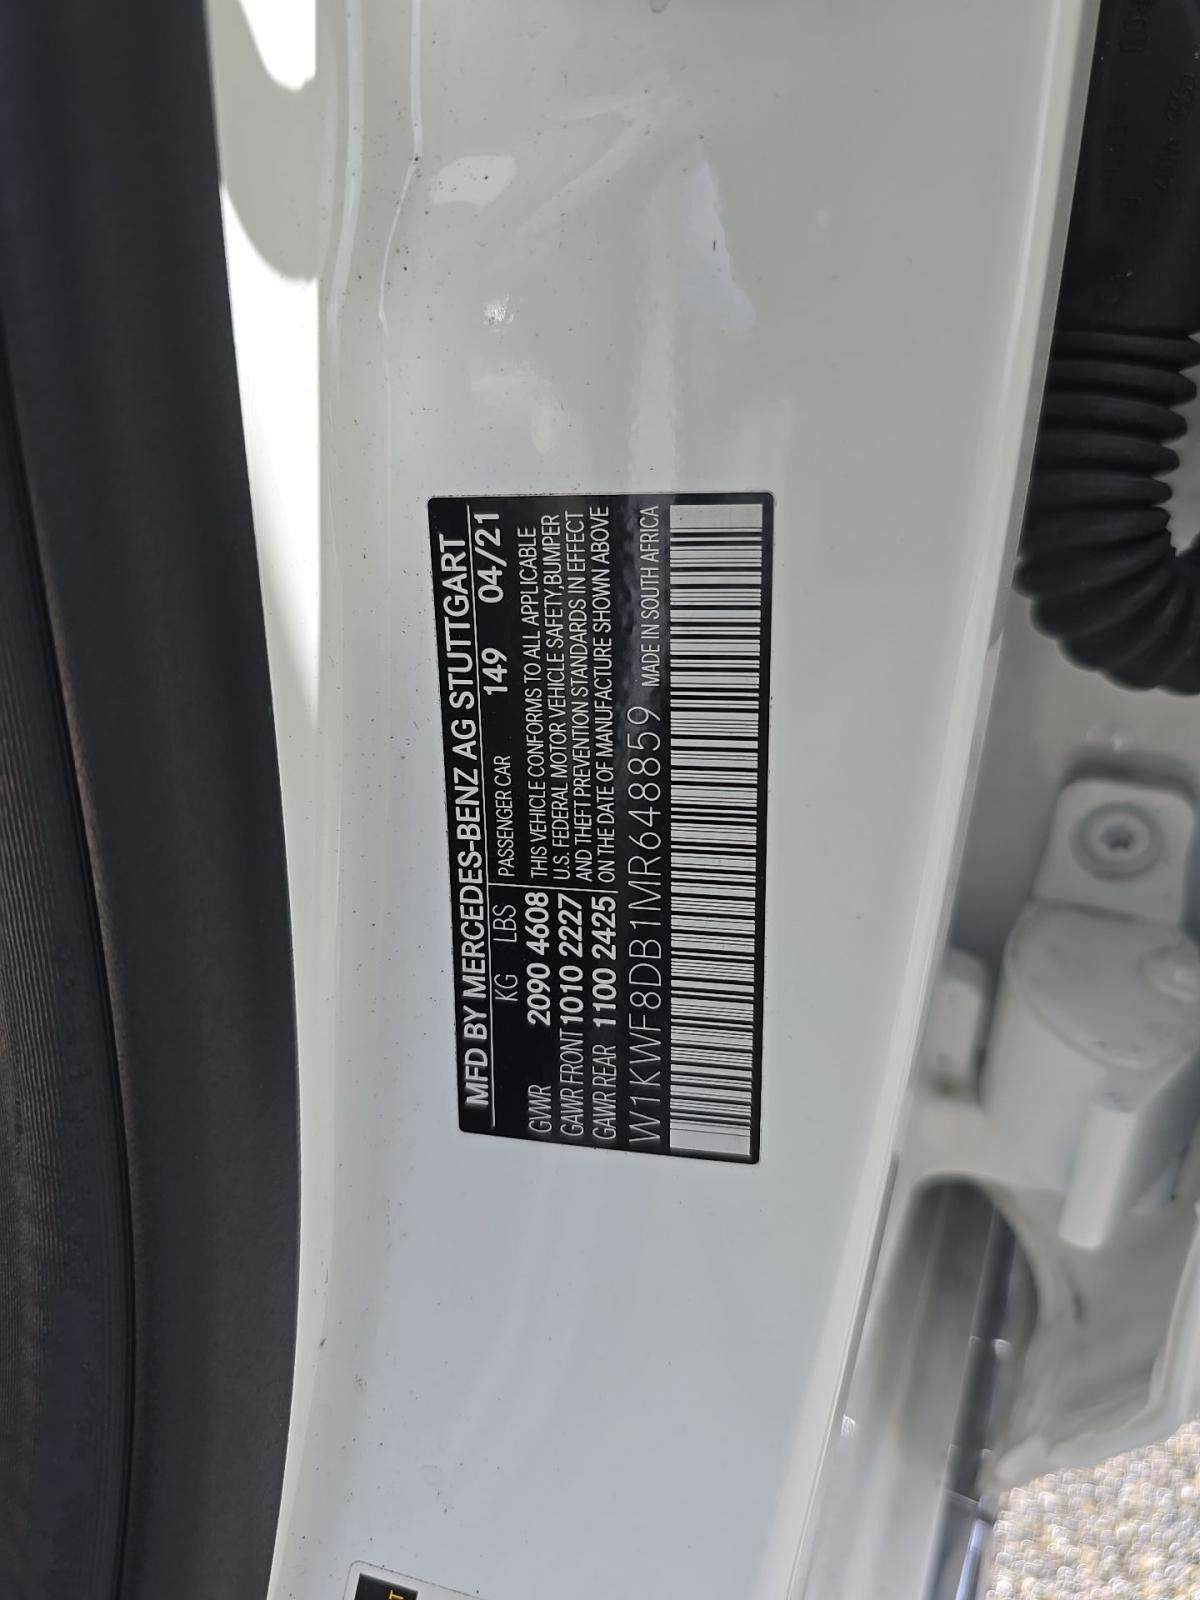 MFD BY MERCEDES-BENZ AG STUTTGART
KG LBS PASSENGER CAR 149 04/21
GVWR 2090 4608 THIS VEHICLE CONFORMS TO ALL APPLICABLE
GAWR FRONT 1010 2227 U.S. FEDERAL MOTOR VEHICLE SAFETY,BUMPER
GAWR REAR 1100 2425 AND THEFT PREVENTION STANDARDS IN EFFECT
ON THE DATE OF MANUFACTURE SHOWN ABOVE
W1KWF8DB1MR648859 MADE IN SOUTH AFRICA